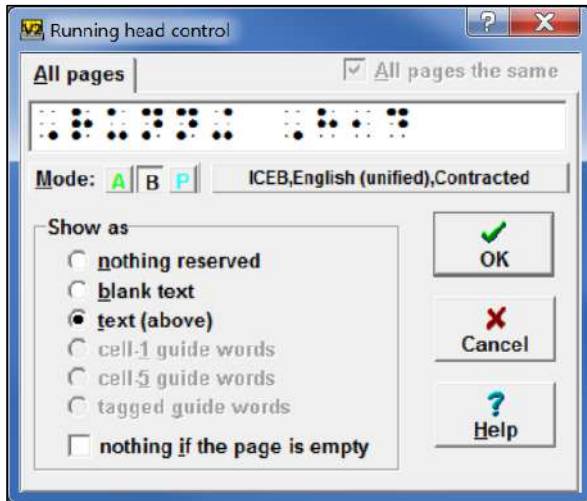 V2 Running head control
All pages
All pages the same
⠠⠗⠥⠝⠝⠬ ⠠⠓⠂⠙
Mode: A B P ICEB,English (unified),Contracted
Show as
nothing reserved
blank text
text (above)
cell-1 guide words
cell-5 guide words
tagged guide words
nothing if the page is empty
OK
Cancel
? Help